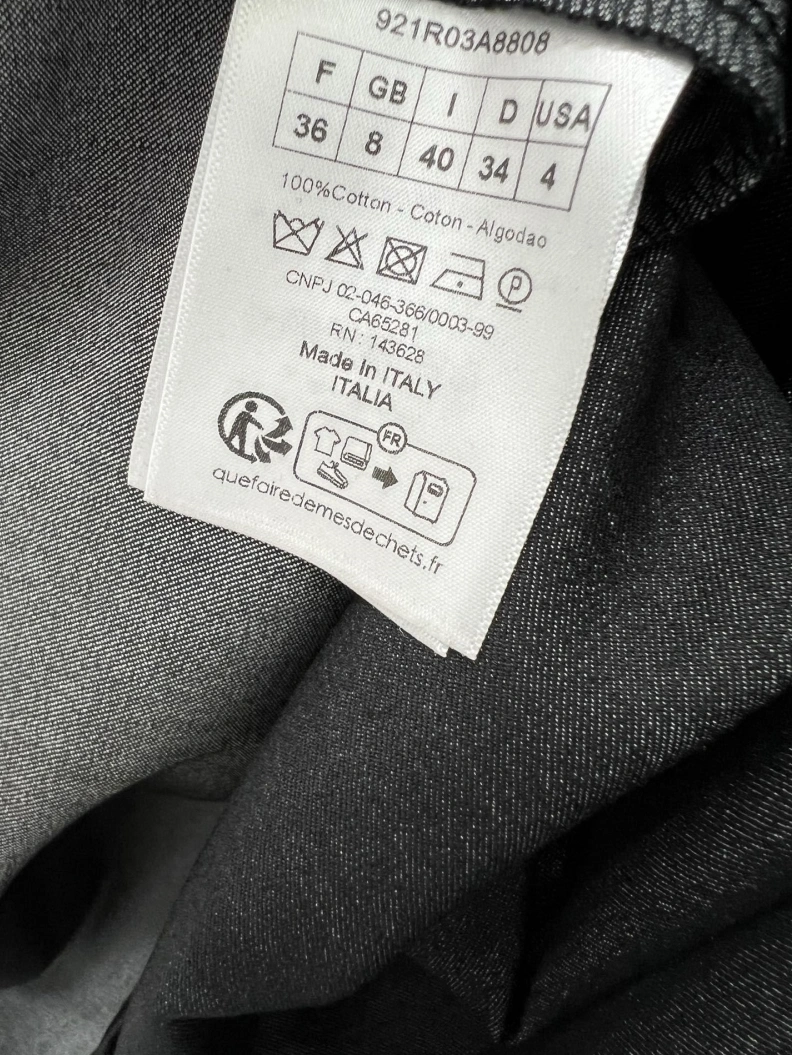 921R03A8808
F GB I D USA
36 8 40 34 4
100%Cotton - Coton - Algodao
P
CNPJ 02-046-366/0003-99
CA65281
RN : 143628
Made In ITALY
ITALIA
FR
quefairedemesdechets.fr